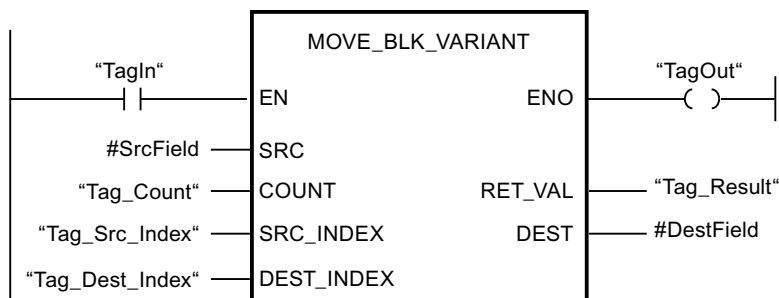 MOVE_BLK_VARIANT
“TagIn“
“TagOut“
EN
ENO
#SrcField
SRC
“Tag_Count“
COUNT
RET_VAL
“Tag_Result“
“Tag_Src_Index“
SRC_INDEX
DEST
#DestField
“Tag_Dest_Index“
DEST_INDEX